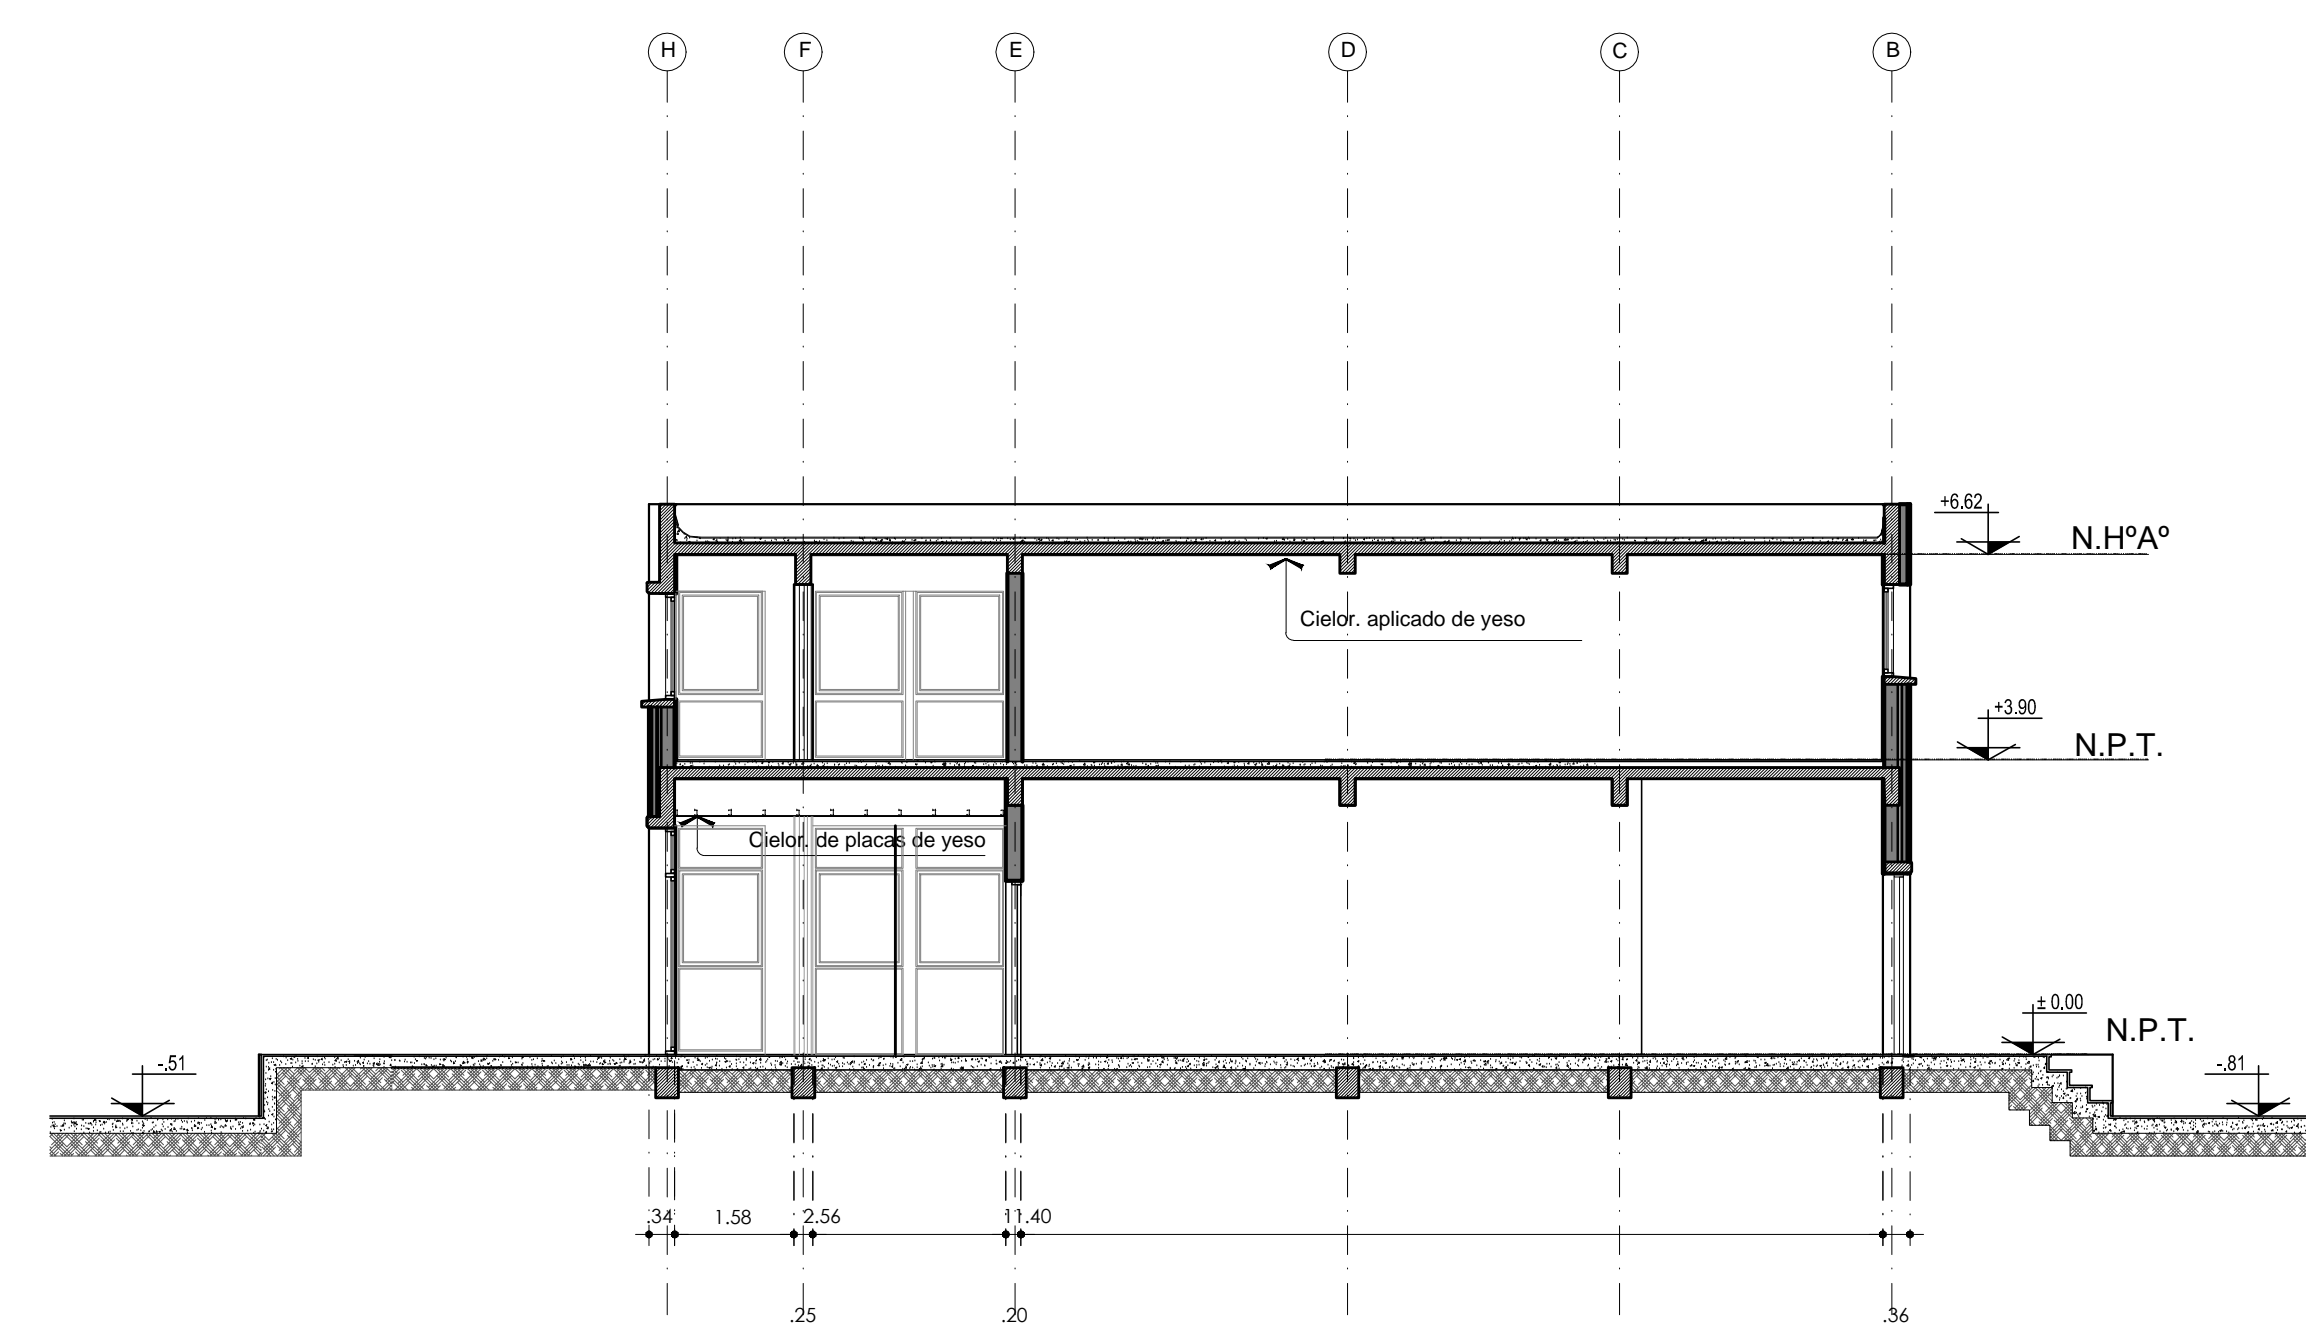 H F E D C B
+6.62
N.HºAº
Cielor. aplicado de yeso
+3.90
N.P.T.
Cielor. de placas de yeso
± 0.00
N.P.T.
-.51
-.81
.34 1.58 2.56 11.40
.25 .20 .36